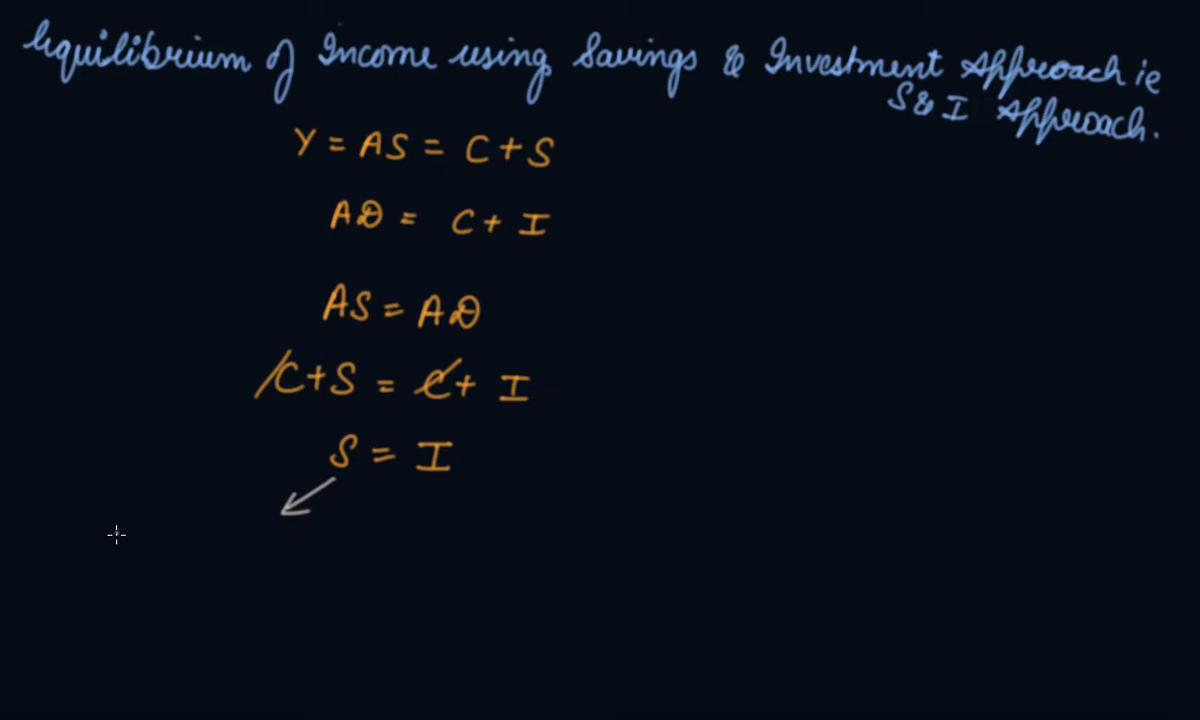 Equilibrium of Income using Savings & Investment Approach ie
S & I Approach.
Y = AS = C + S
AD = C + I
AS = AD
C + S = C + I
S = I